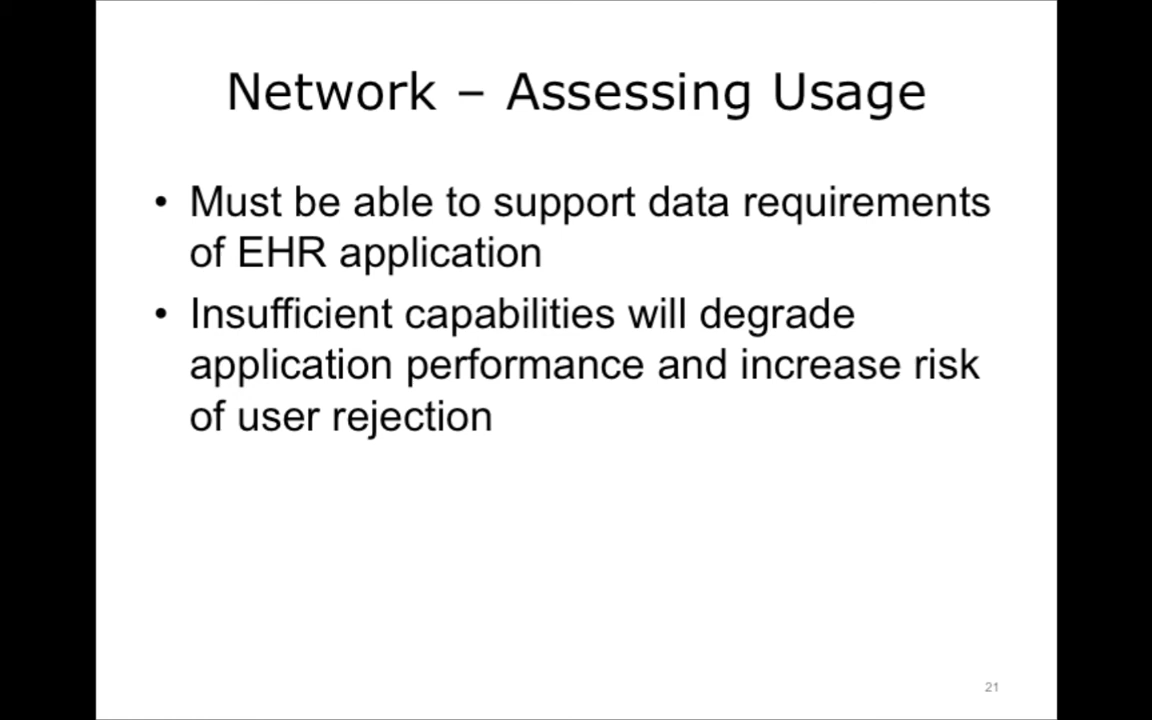 Network – Assessing Usage
• Must be able to support data requirements
of EHR application
• Insufficient capabilities will degrade
application performance and increase risk
of user rejection
21